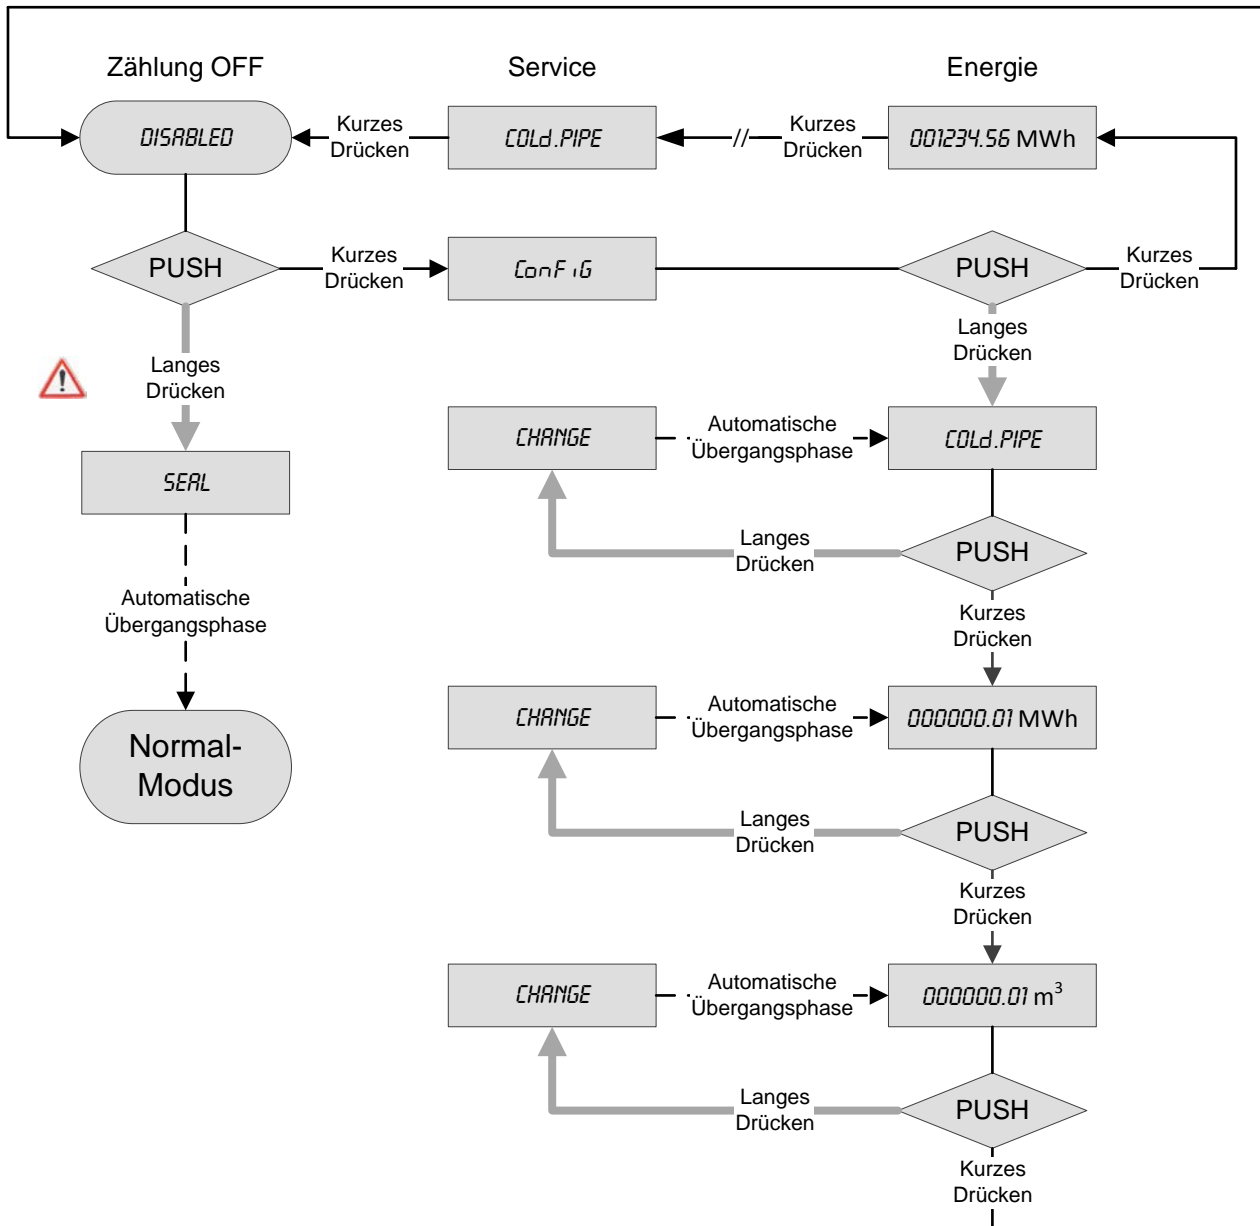 Zählung OFF
Service
Energie
DISABLED
Kurzes
Drücken
COLd.PIPE
//
Kurzes
Drücken
001234.56 MWh
PUSH
Kurzes
Drücken
ConFiG
PUSH
Kurzes
Drücken
Langes
Drücken
Langes
Drücken
CHANGE
Automatische
Übergangsphase
COLd.PIPE
SEAL
Langes
Drücken
PUSH
Automatische
Übergangsphase
Kurzes
Drücken
CHANGE
Automatische
Übergangsphase
000000.01 MWh
Normal-
Modus
Langes
Drücken
PUSH
Kurzes
Drücken
CHANGE
Automatische
Übergangsphase
000000.01 m³
Langes
Drücken
PUSH
Kurzes
Drücken